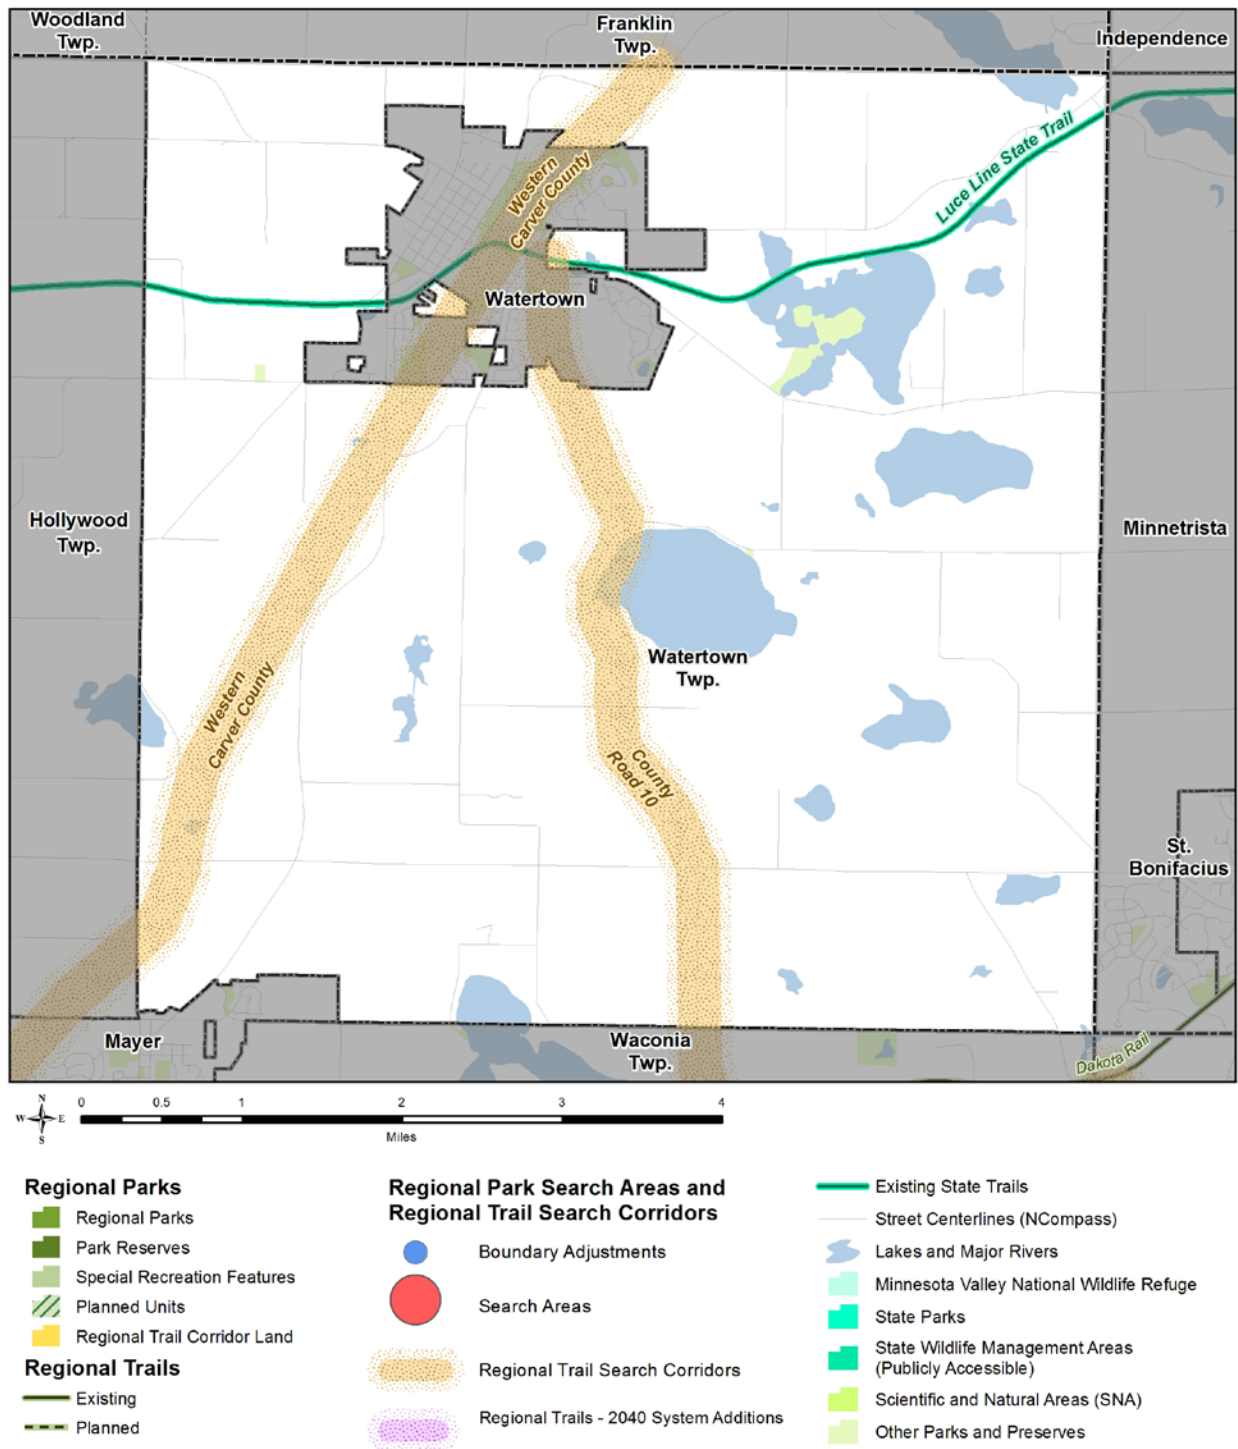 Woodland
Twp.
Franklin
Twp.
Independence
Luce Line State Trail
Western
Carver County
Watertown
Hollywood
Twp.
Minnetrista
Watertown
Twp.
Western
Carver County
County
Road 10
St.
Bonifacius
Mayer
Waconia
Twp.
Dakota Rail
N
W E
S
0 0.5 1 2 3 4
Miles
Regional Parks
Regional Parks
Park Reserves
Special Recreation Features
Planned Units
Regional Trail Corridor Land
Regional Trails
Existing
Planned
Regional Park Search Areas and
Regional Trail Search Corridors
Boundary Adjustments
Search Areas
Regional Trail Search Corridors
Regional Trails - 2040 System Additions
Existing State Trails
Street Centerlines (NCompass)
Lakes and Major Rivers
Minnesota Valley National Wildlife Refuge
State Parks
State Wildlife Management Areas
(Publicly Accessible)
Scientific and Natural Areas (SNA)
Other Parks and Preserves